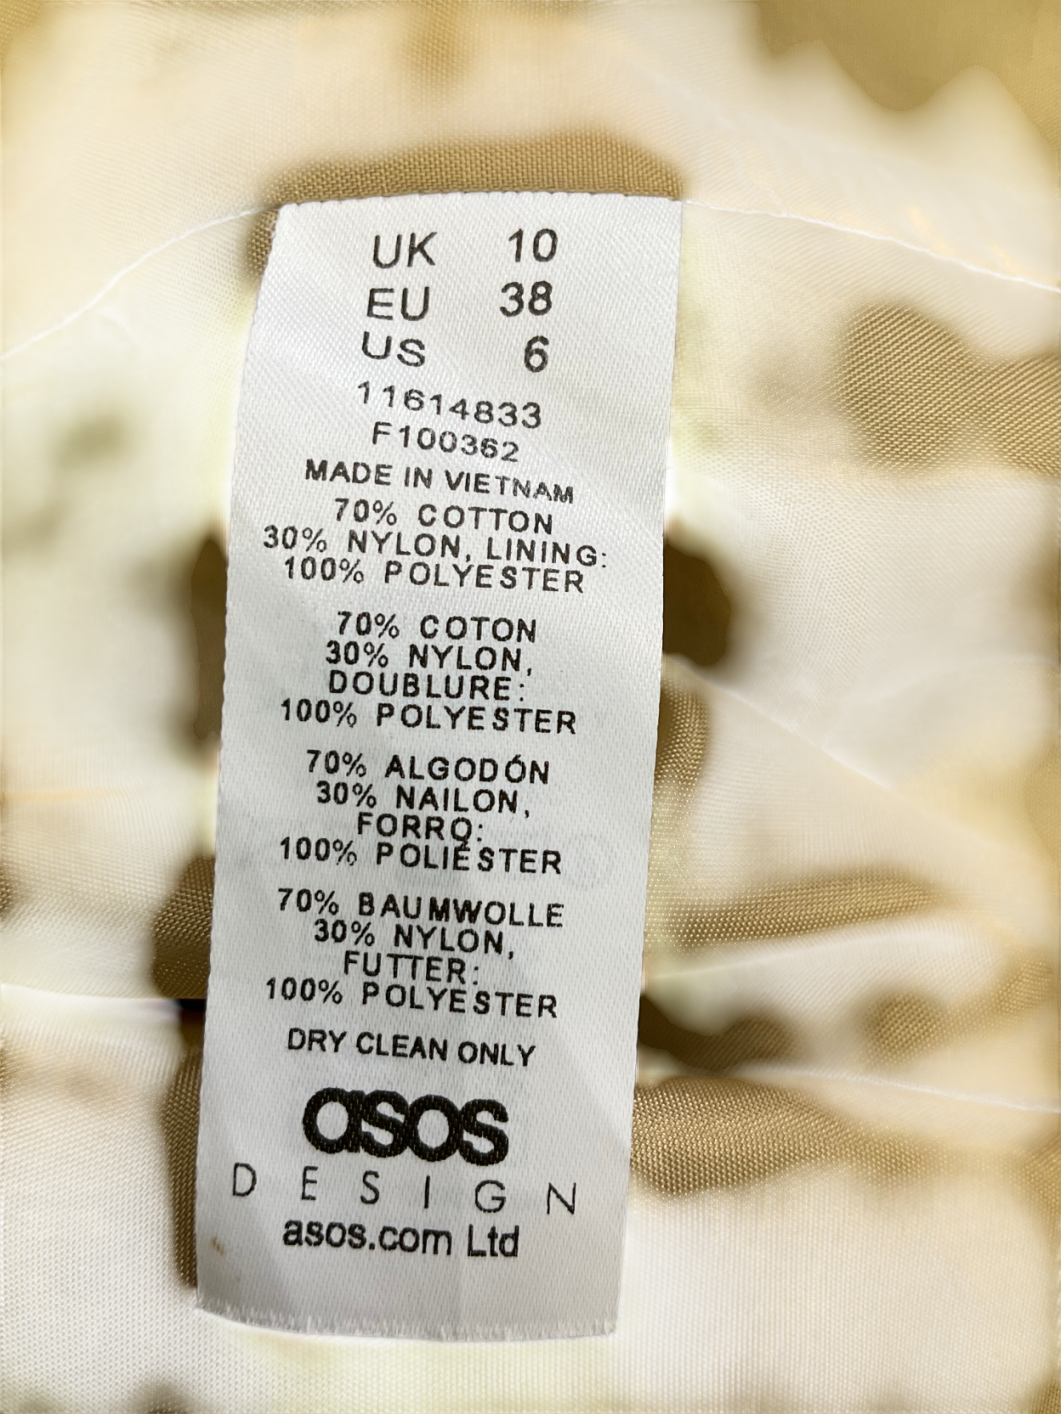 UK 10
EU 38
US 6
11614833
F100362
MADE IN VIETNAM
70% COTTON
30% NYLON, LINING:
100% POLYESTER
70% COTON
30% NYLON,
DOUBLURE:
100% POLYESTER
70% ALGODÓN
30% NAILON,
FORRO:
100% POLIÉSTER
70% BAUMWOLLE
30% NYLON,
FUTTER:
100% POLYESTER
DRY CLEAN ONLY
asos
DESIGN
asos.com Ltd